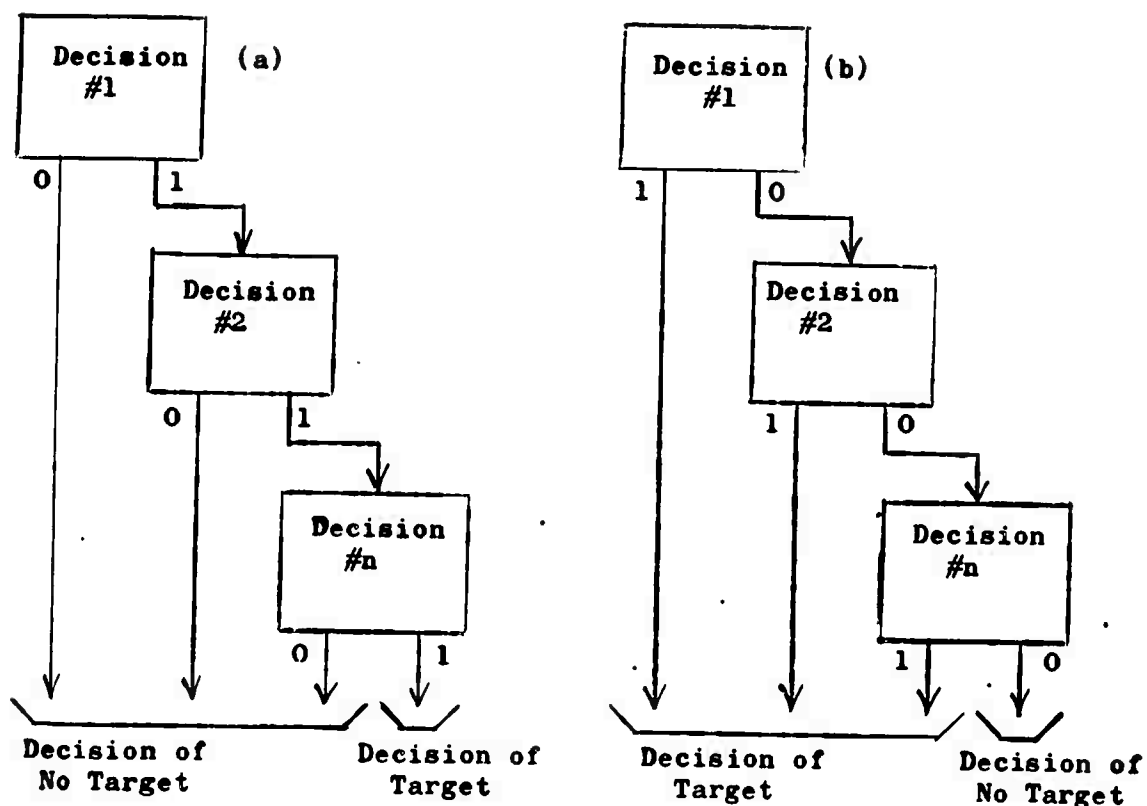 Decision
#1
(a)
0
1
Decision
#2
0
1
Decision
#n
0
1
Decision of
No Target
Decision of
Target
Decision
#1
(b)
1
0
Decision
#2
1
0
Decision
#n
1
0
Decision of
Target
Decision of
No Target